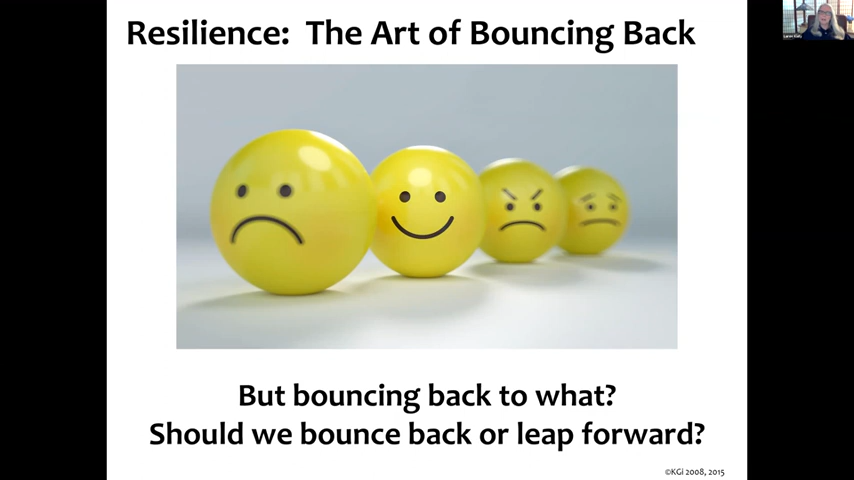 Resilience:  The Art of Bouncing Back
But bouncing back to what?
Should we bounce back or leap forward?
©KGi 2008, 2015